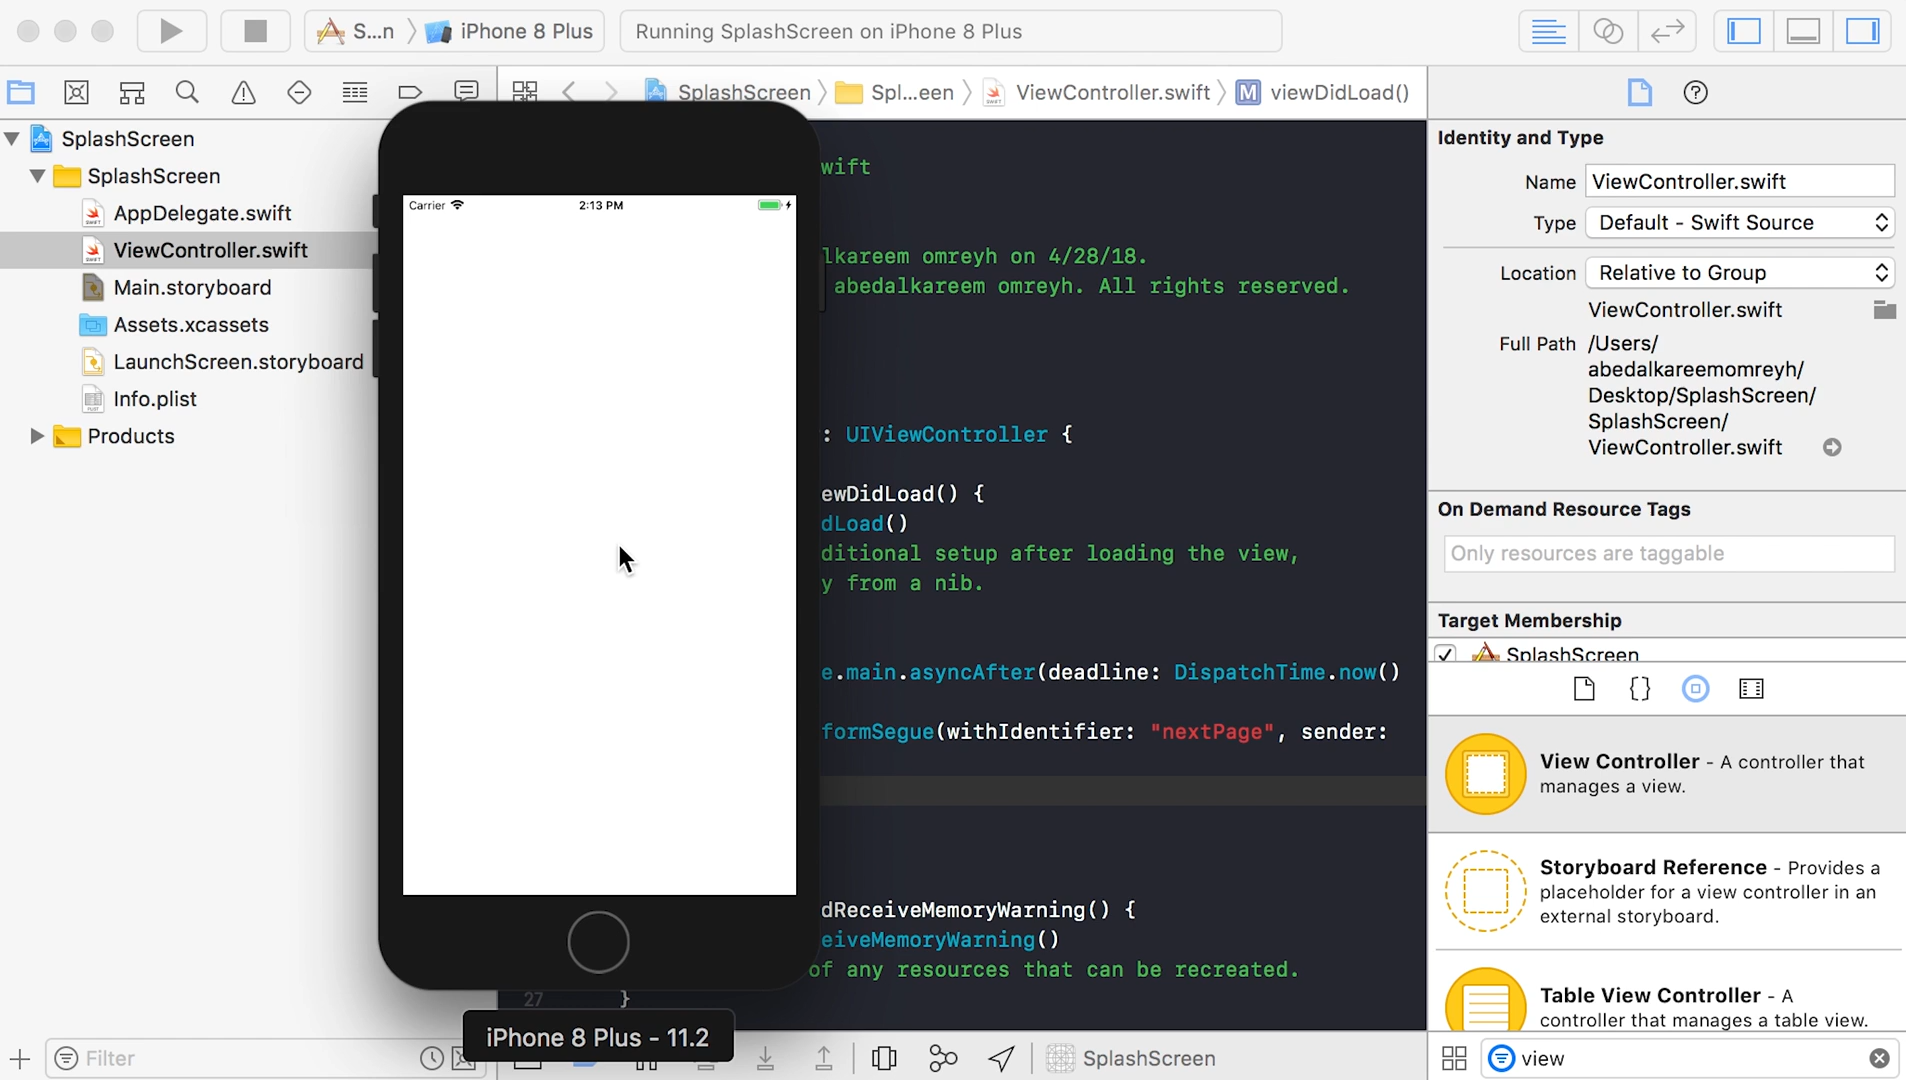 S...n
iPhone 8 Plus
Running SplashScreen on iPhone 8 Plus
SplashScreen
Spl...een
ViewController.swift
M
viewDidLoad()
SplashScreen
SplashScreen
AppDelegate.swift
ViewController.swift
Main.storyboard
Assets.xcassets
LaunchScreen.storyboard
Info.plist
Products
Carrier
2:13 PM
wift
lkareem omreyh on 4/28/18.
abedalkareem omreyh. All rights reserved.
: UIViewController {
ewDidLoad() {
dLoad()
ditional setup after loading the view,
y from a nib.
e.main.asyncAfter(deadline: DispatchTime.now()
formSegue(withIdentifier: "nextPage", sender:
dReceiveMemoryWarning() {
eiveMemoryWarning()
of any resources that can be recreated.
27 }
iPhone 8 Plus - 11.2
Filter
SplashScreen
Identity and Type
Name ViewController.swift
Type Default - Swift Source
Location Relative to Group
ViewController.swift
Full Path /Users/
abedalkareemomreyh/
Desktop/SplashScreen/
SplashScreen/
ViewController.swift
On Demand Resource Tags
Only resources are taggable
Target Membership
SplashScreen
{}
View Controller - A controller that
manages a view.
Storyboard Reference - Provides a
placeholder for a view controller in an
external storyboard.
Table View Controller - A
controller that manages a table view.
view